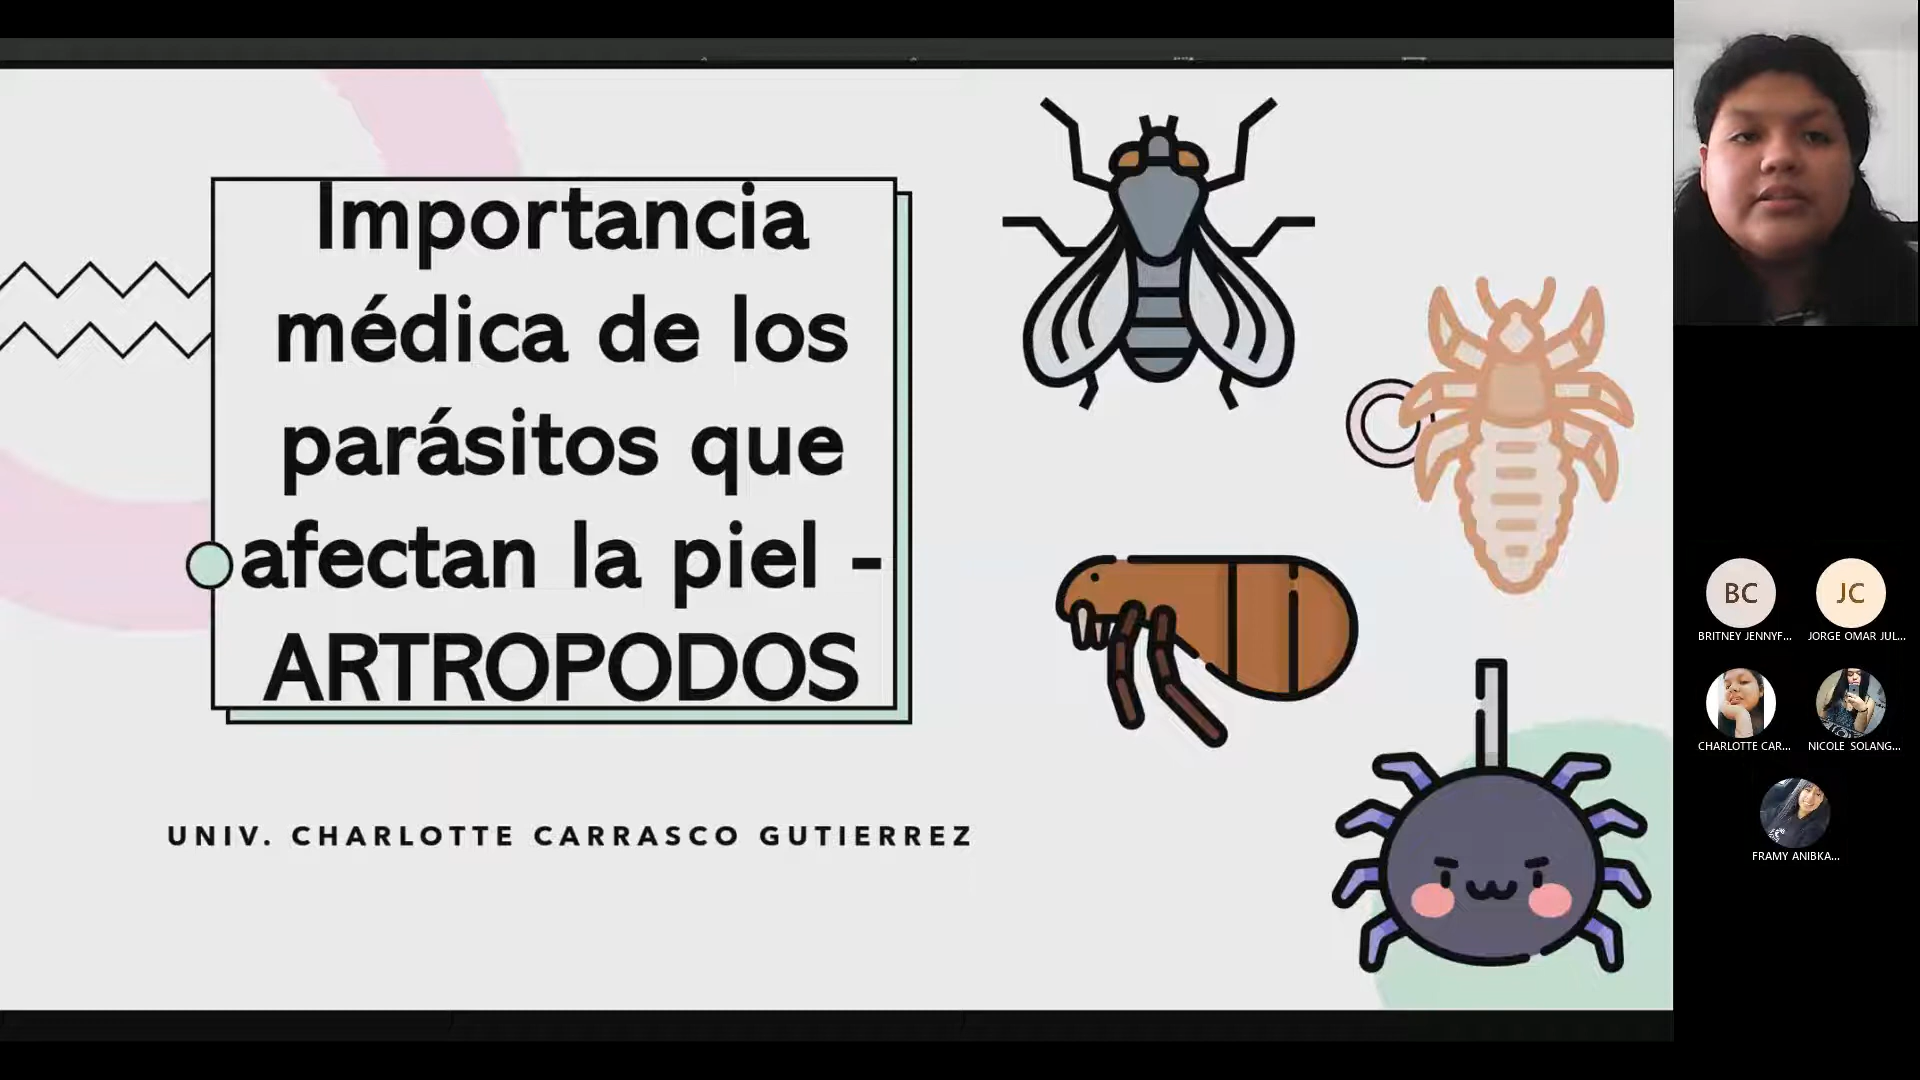 Importancia
médica de los
parásitos que
afectan la piel -
ARTROPODOS
UNIV. CHARLOTTE CARRASCO GUTIERREZ
BC
JC
BRITNEY JENNYF...
JORGE OMAR JUL...
CHARLOTTE CAR...
NICOLE SOLANG...
FRAMY ANIBKA...